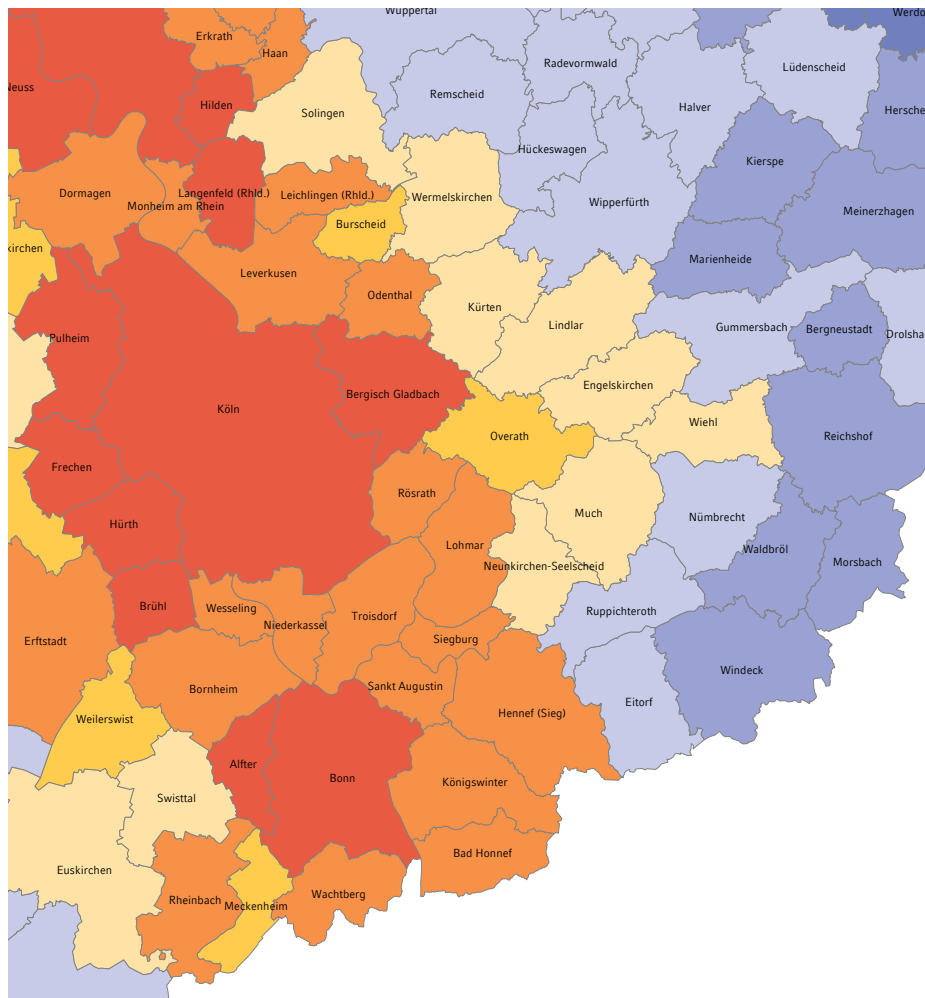 Wuppertal
Werdo
Erkrath
Haan
Radevormwald
Lüdenscheid
Neuss
Remscheid
Hilden
Solingen
Halver
Hersche
Hückeswagen
Kierspe
Dormagen
Langenfeld (Rhld.)
Leichlingen (Rhld.)
Monheim am Rhein
Wermelskirchen
Wipperfürth
Meinerzhagen
Burscheid
kirchen
Marienheide
Leverkusen
Odenthal
Kürten
Lindlar
Gummersbach
Bergneustadt
Drolsha
Pulheim
Engelskirchen
Bergisch Gladbach
Köln
Wiehl
Overath
Reichshof
Frechen
Rösrath
Much
Nümbrecht
Hürth
Lohmar
Waldbröl
Neunkirchen-Seelscheid
Morsbach
Brühl
Wesseling
Ruppichteroth
Troisdorf
Niederkassel
Siegburg
Erftstadt
Windeck
Bornheim
Sankt Augustin
Eitorf
Hennef (Sieg)
Weilerswist
Alfter
Bonn
Königswinter
Swisttal
Bad Honnef
Euskirchen
Wachtberg
Rheinbach
Meckenheim